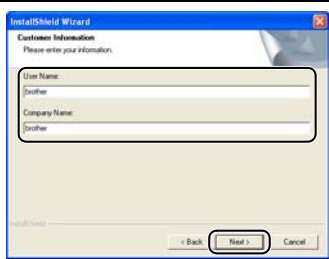 InstallShield Wizard
Customer Information
Please enter your information.
User Name:
brother
Company Name:
brother
InstallShield
< Back Next > Cancel